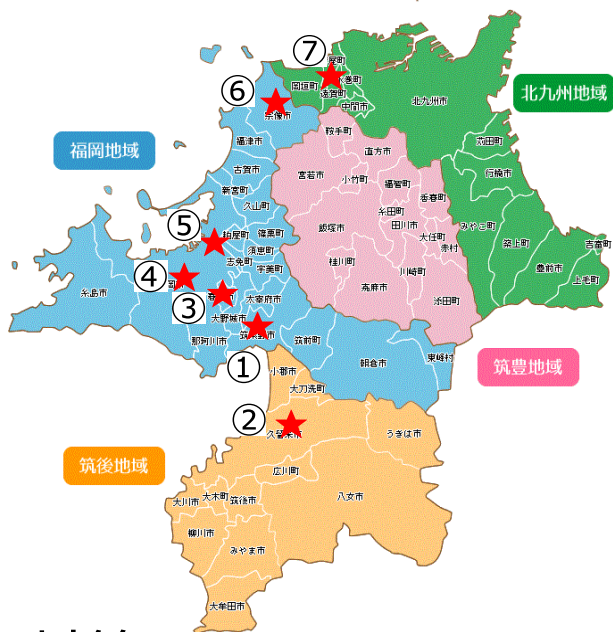 ⑦
屋町
水巻町
岡垣町
遠賀町
中間市
北九州市
北九州地域
⑥
宗像市
鞍手町
苅田町
福岡地域
福津市
直方市
行橋市
古賀市
宮若市
小竹町
福智町
香春町
新宮町
久山町
糸田町
みやこ町
⑤
粕屋町
篠栗町
飯塚市
田川市
大任町
築上町
吉富町
須恵町
赤村
志免町
桂川町
豊前市
④
宇美町
川崎町
上毛町
糸島市
嘉麻市
③
太宰府市
添田町
大野城市
那珂川市
筑前町
朝倉市
東峰村
筑豊地域
①
小郡市
大刀洗町
②
久留米市
うきは市
筑後地域
広川町
大川市
大木町
筑後市
八女市
柳川市
みやま市
大牟田市